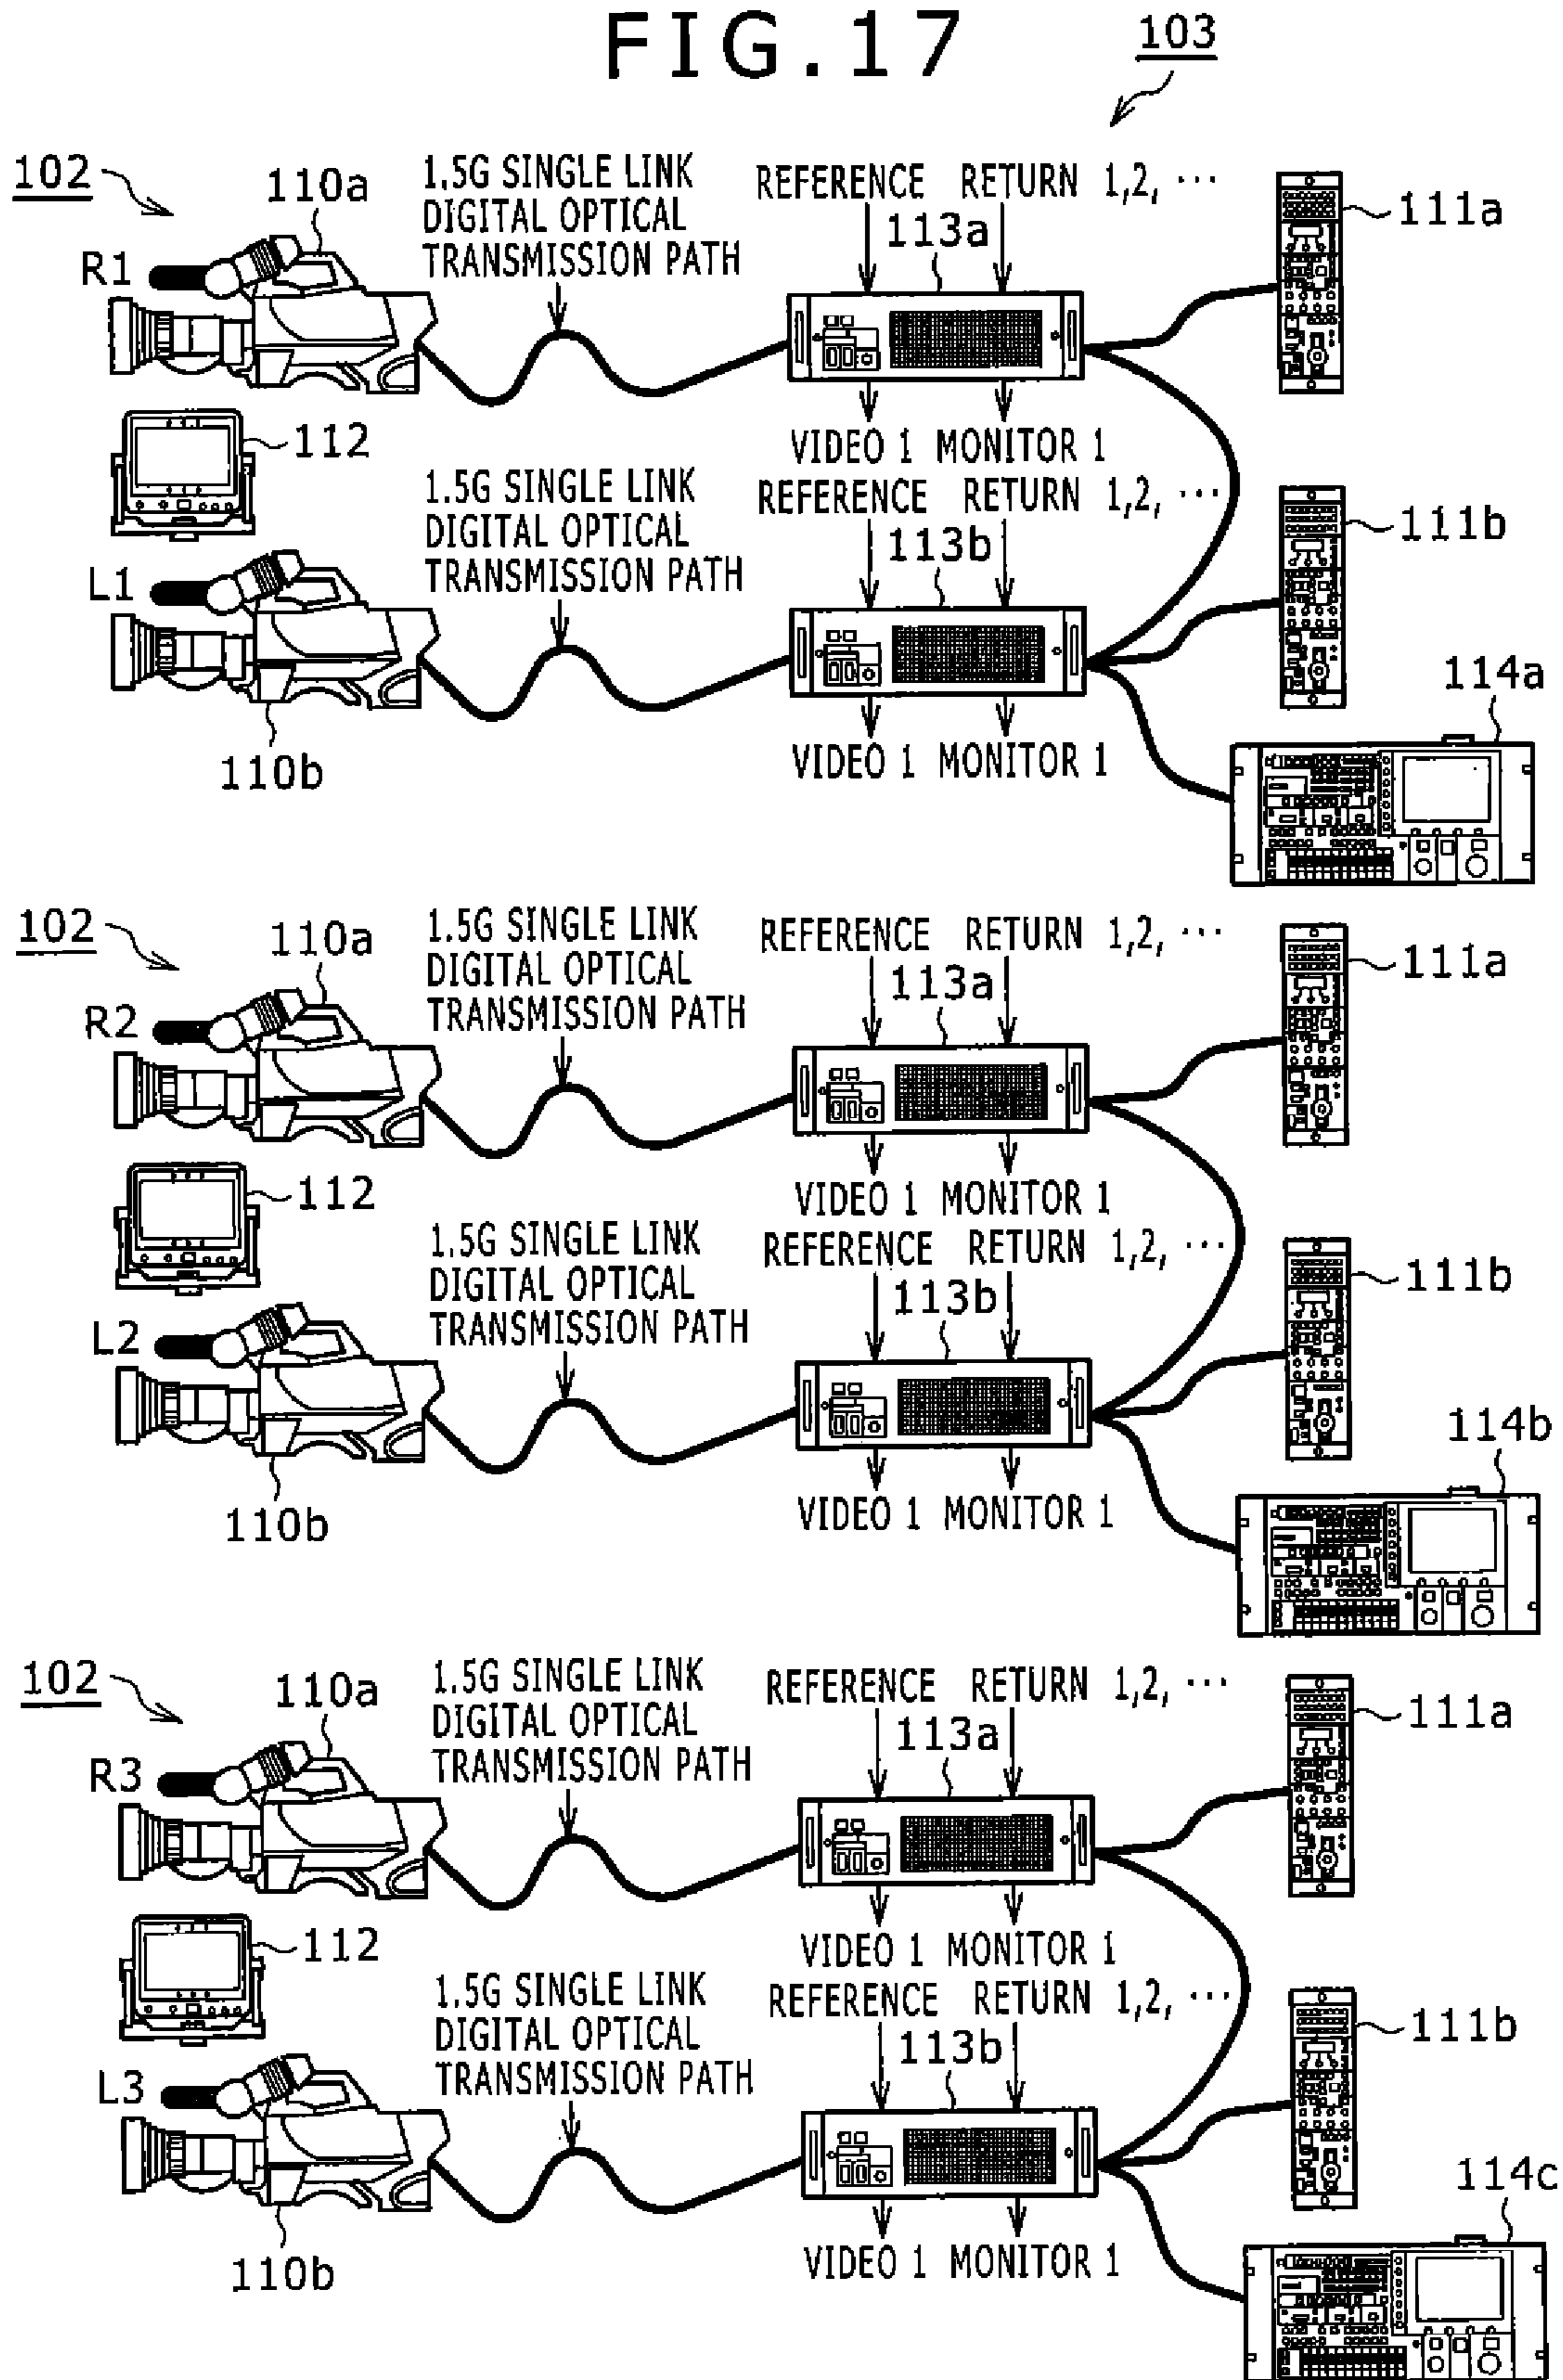 FIG.17
103
102
110a
1.5G SINGLE LINK
DIGITAL OPTICAL
TRANSMISSION PATH
REFERENCE RETURN 1,2, ···
113a
111a
R1
VIDEO 1 MONITOR 1
112
1.5G SINGLE LINK
DIGITAL OPTICAL
TRANSMISSION PATH
REFERENCE RETURN 1,2, ···
113b
111b
L1
110b
VIDEO 1 MONITOR 1
114a
102
110a
1.5G SINGLE LINK
DIGITAL OPTICAL
TRANSMISSION PATH
REFERENCE RETURN 1,2, ···
113a
111a
R2
VIDEO 1 MONITOR 1
112
1.5G SINGLE LINK
DIGITAL OPTICAL
TRANSMISSION PATH
REFERENCE RETURN 1,2, ···
113b
111b
L2
110b
VIDEO 1 MONITOR 1
114b
102
110a
1.5G SINGLE LINK
DIGITAL OPTICAL
TRANSMISSION PATH
REFERENCE RETURN 1,2, ···
113a
111a
R3
VIDEO 1 MONITOR 1
112
1.5G SINGLE LINK
DIGITAL OPTICAL
TRANSMISSION PATH
REFERENCE RETURN 1,2, ···
113b
111b
L3
110b
VIDEO 1 MONITOR 1
114c